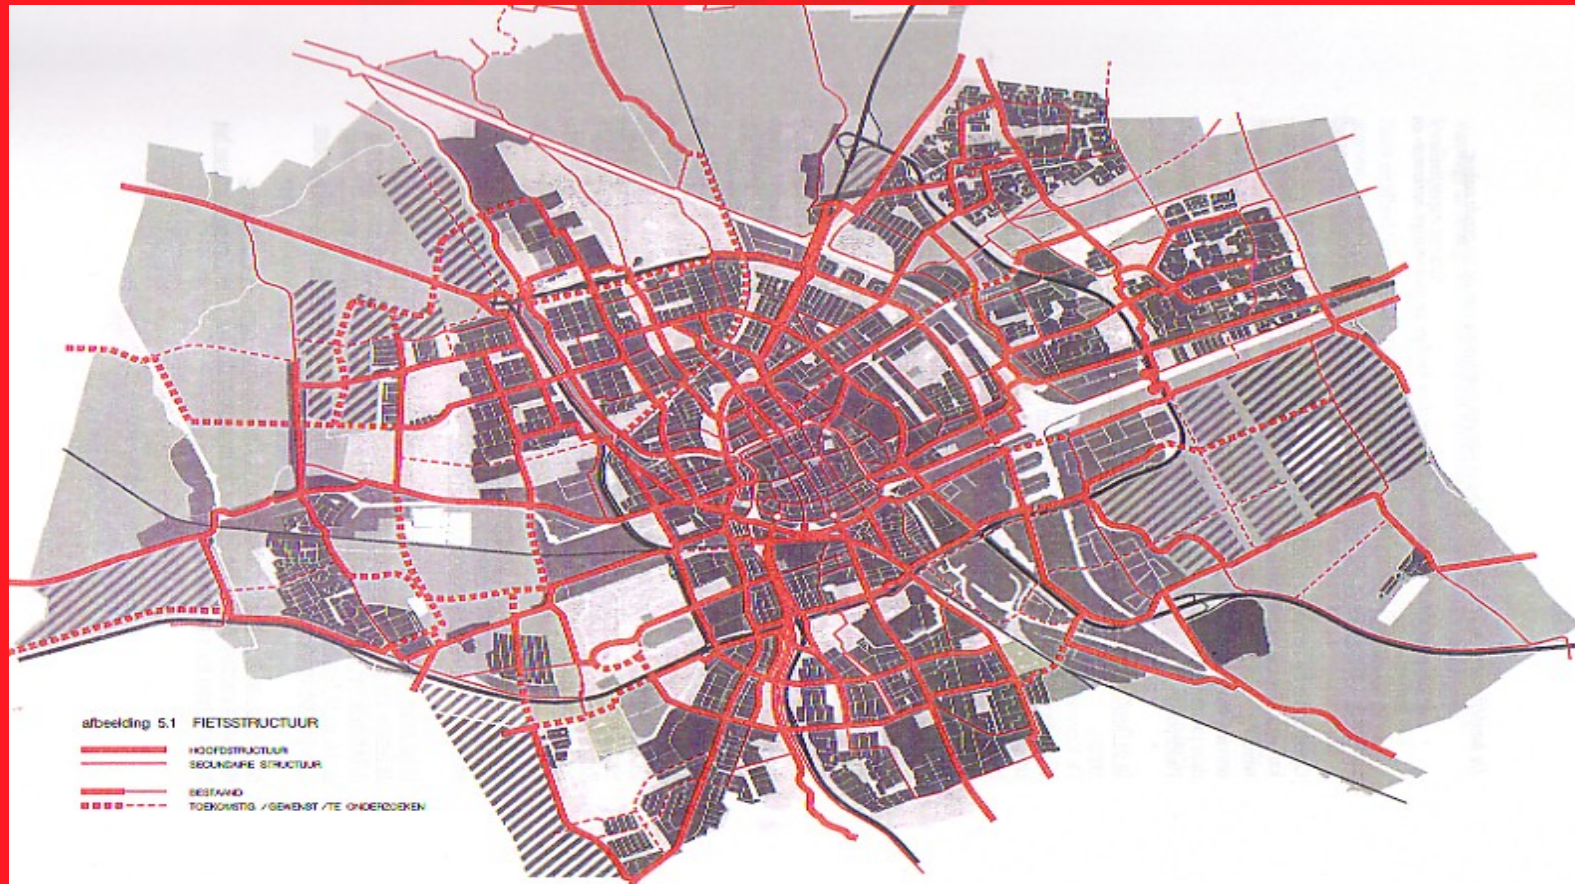 afbeelding 5.1 FIETSSTRUCTUUR
HOOFDSTRUCTUUR
SECUNDAIRE STRUCTUUR
BESTAAND
TOEKOMSTIG / GEWENST / TE ONDERZOEKEN